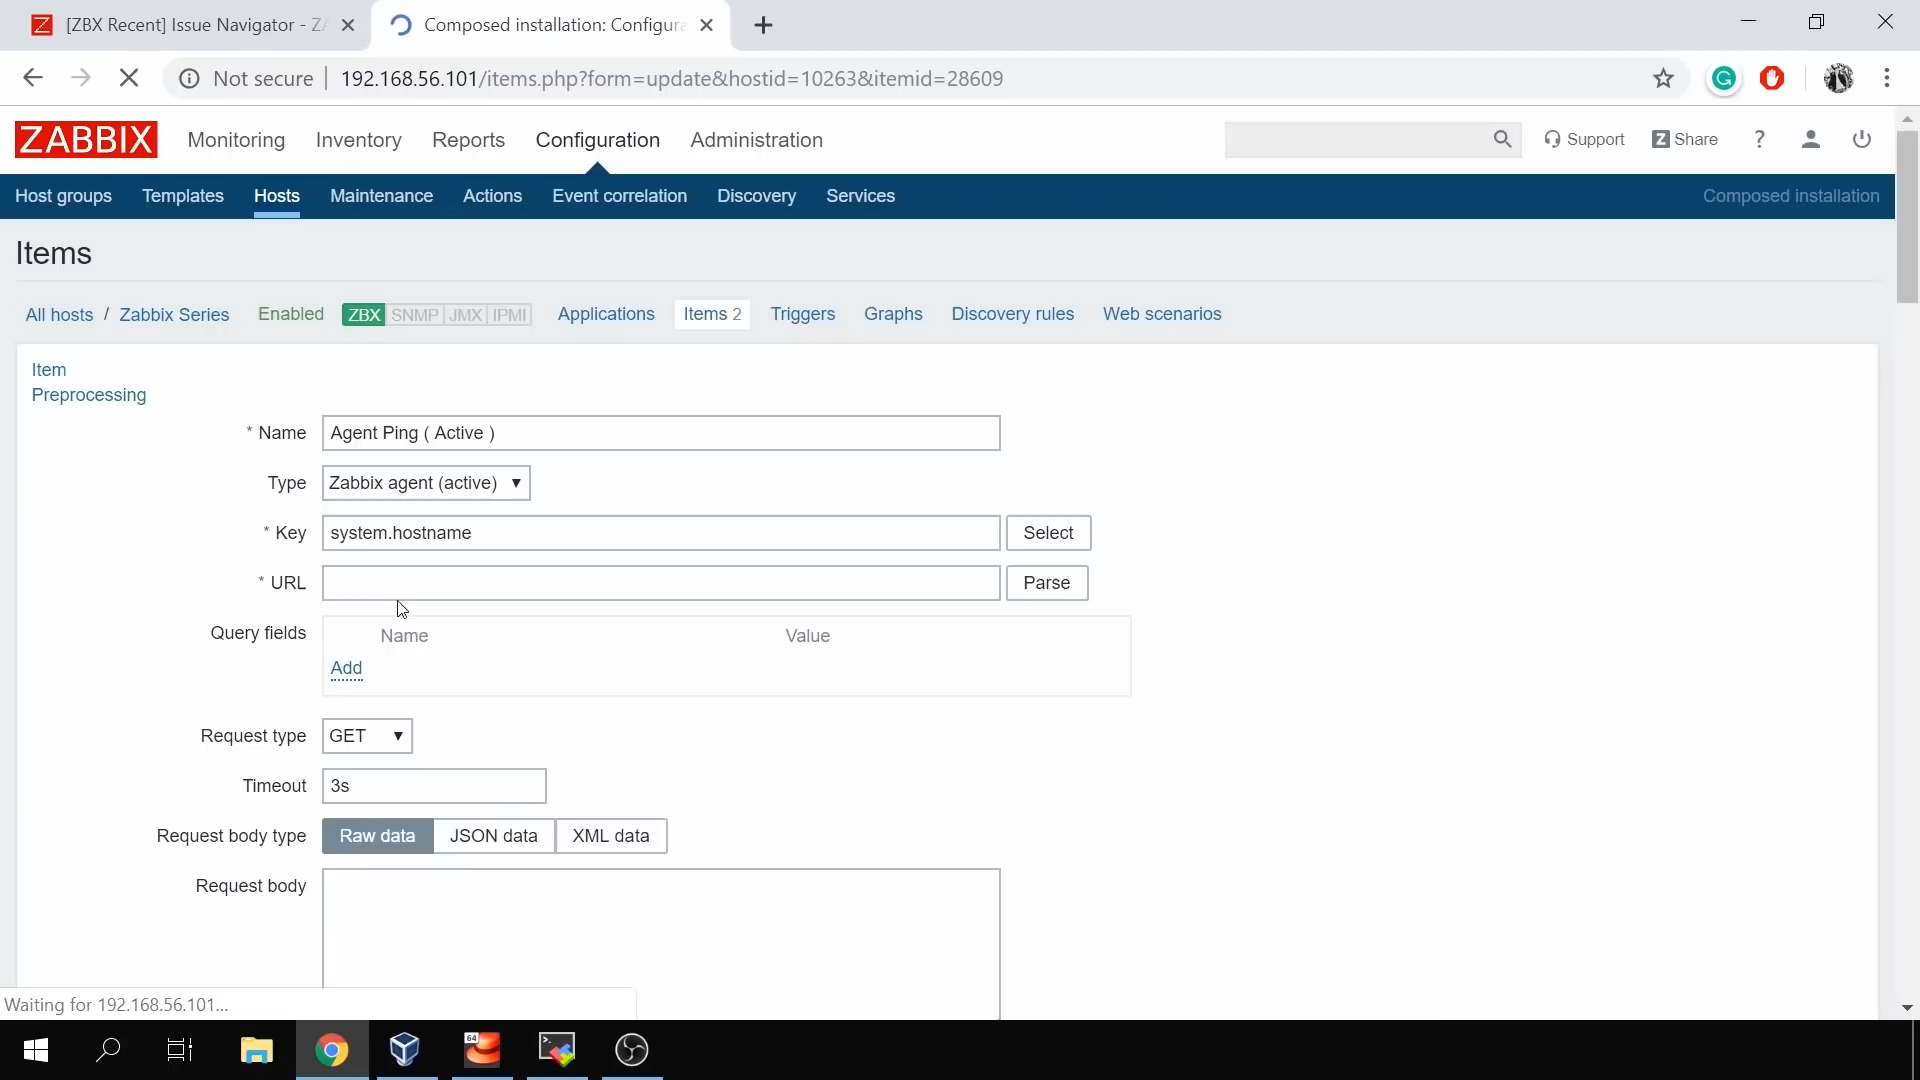 [ZBX Recent] Issue Navigator - ZA
Composed installation: Configura
Not secure
192.168.56.101/items.php?form=update&hostid=10263&itemid=28609
ZABBIX
Monitoring
Inventory
Reports
Configuration
Administration
Support
Z Share
?
Host groups
Templates
Hosts
Maintenance
Actions
Event correlation
Discovery
Services
Composed installation
Items
All hosts / Zabbix Series
Enabled
ZBX SNMP JMX IPMI
Applications
Items 2
Triggers
Graphs
Discovery rules
Web scenarios
Item
Preprocessing
* Name
Agent Ping ( Active )
Type
Zabbix agent (active)
* Key
system.hostname
Select
* URL
Parse
Query fields
Name
Value
Add
Request type
GET
Timeout
3s
Request body type
Raw data
JSON data
XML data
Request body
Waiting for 192.168.56.101...
64